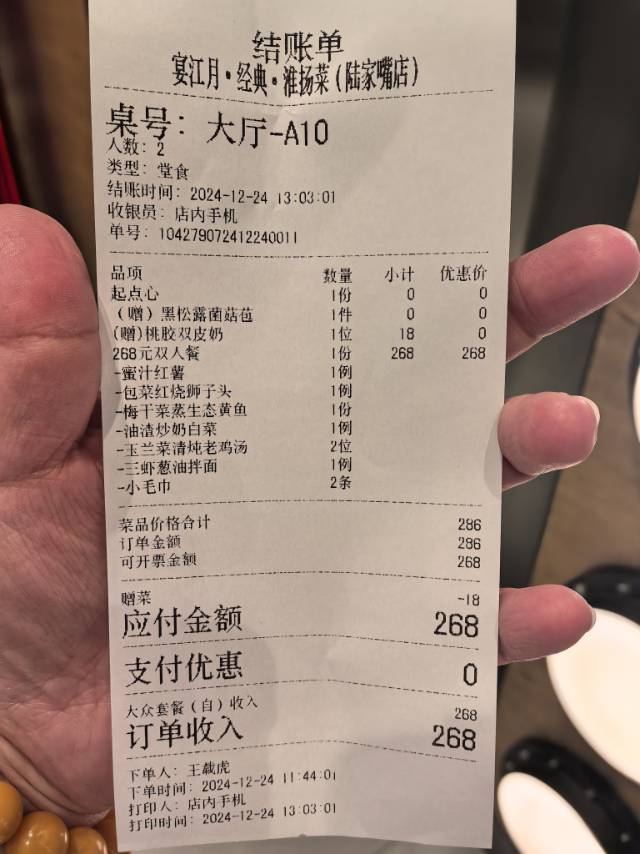 结账单
宴江月·经典·淮扬菜(陆家嘴店)
桌号: 大厅-A10
人数: 2
类型: 堂食
结账时间: 2024-12-24 13:03:01
收银员: 店内手机
单号: 104279072412240011
品项 数量 小计 优惠价
起点心 1份 0 0
(赠)黑松露菌菇苞 1件 0 0
(赠)桃胶双皮奶 1位 18 0
268元双人餐 1份 268 268
-蜜汁红薯 1例
-包菜红烧狮子头 1例
-梅干菜蒸生态黄鱼 1份
-油渣炒奶白菜 1例
-玉兰菜清炖老鸡汤 2位
-三虾葱油拌面 1例
-小毛巾 2条
菜品价格合计 286
订单金额 286
可开票金额 268
赠菜 -18
应付金额 268
支付优惠 0
大众套餐(自)收入 268
订单收入 268
下单人: 王载虎
下单时间: 2024-12-24 11:44:01
打印人: 店内手机
打印时间: 2024-12-24 13:03:01